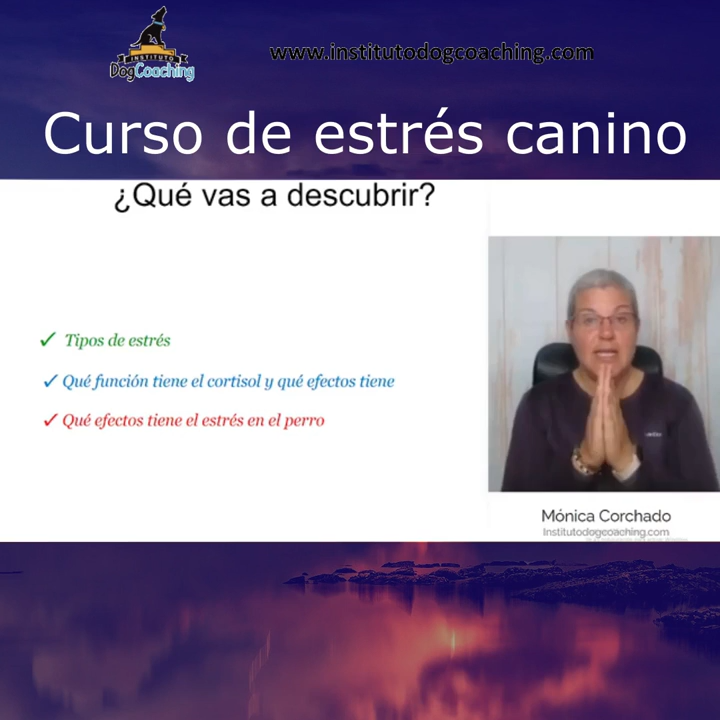 INSTITUTO
DogCoaching
www.institutodogcoaching.com
Curso de estrés canino
¿Qué vas a descubrir?
✓ Tipos de estrés
✓ Qué función tiene el cortisol y qué efectos tiene
✓ Qué efectos tiene el estrés en el perro
Mónica Corchado
Institutodogcoaching.com